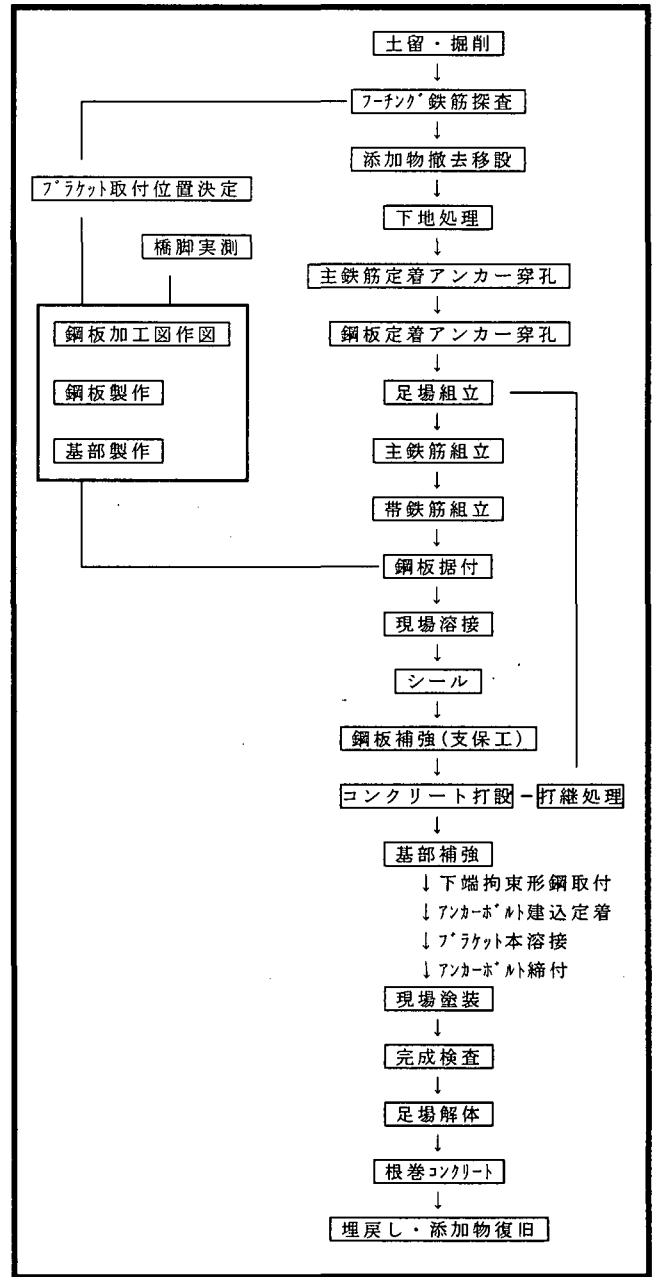 土留・掘削
↓
フーチング鉄筋探査
↓
添加物撤去移設
ブラケット取付位置決定
↓
下地処理
橋脚実測
↓
主鉄筋定着アンカー穿孔
↓
鋼板加工図作図
鋼板定着アンカー穿孔
↓
鋼板製作
足場組立
↓
基部製作
主鉄筋組立
↓
帯鉄筋組立
↓
鋼板据付
↓
現場溶接
↓
シール
↓
鋼板補強(支保工)
↓
コンクリート打設-打継処理
↓
基部補強
↓下端拘束形鋼取付
↓アンカーボルト建込定着
↓ブラケット本溶接
↓アンカーボルト締付
現場塗装
↓
完成検査
↓
足場解体
↓
根巻コンクリート
↓
埋戻し・添加物復旧